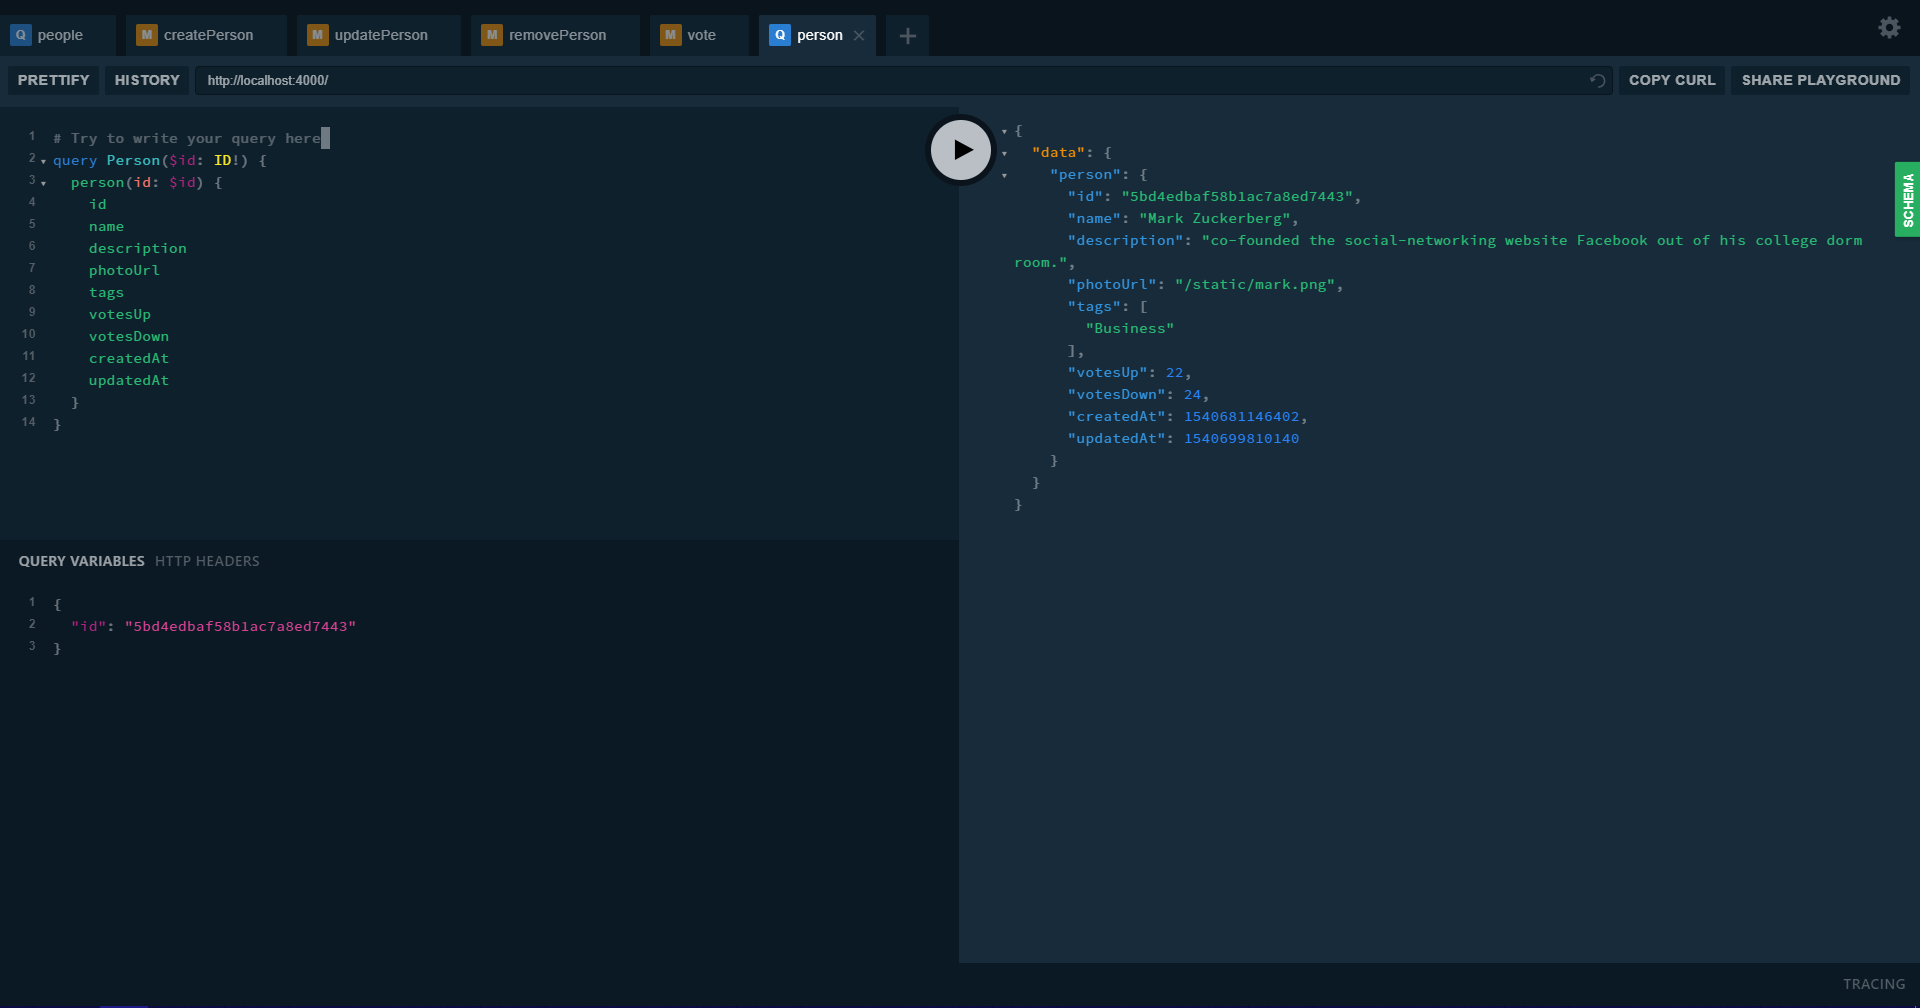 Q people M createPerson M updatePerson M removePerson M vote Q person
PRETTIFY HISTORY http://localhost:4000/ COPY CURL SHARE PLAYGROUND
1 # Try to write your query here
2 query Person($id: ID!) {
3 person(id: $id) {
4 id
5 name
6 description
7 photoUrl
8 tags
9 votesUp
10 votesDown
11 createdAt
12 updatedAt
13 }
14 }
QUERY VARIABLES HTTP HEADERS
1 {
2 "id": "5bd4edbaf58b1ac7a8ed7443"
3 }
{
"data": {
"person": {
"id": "5bd4edbaf58b1ac7a8ed7443",
"name": "Mark Zuckerberg",
"description": "co-founded the social-networking website Facebook out of his college dorm
room.",
"photoUrl": "/static/mark.png",
"tags": [
"Business"
],
"votesUp": 22,
"votesDown": 24,
"createdAt": 1540681146402,
"updatedAt": 1540699810140
}
}
}
SCHEMA
TRACING